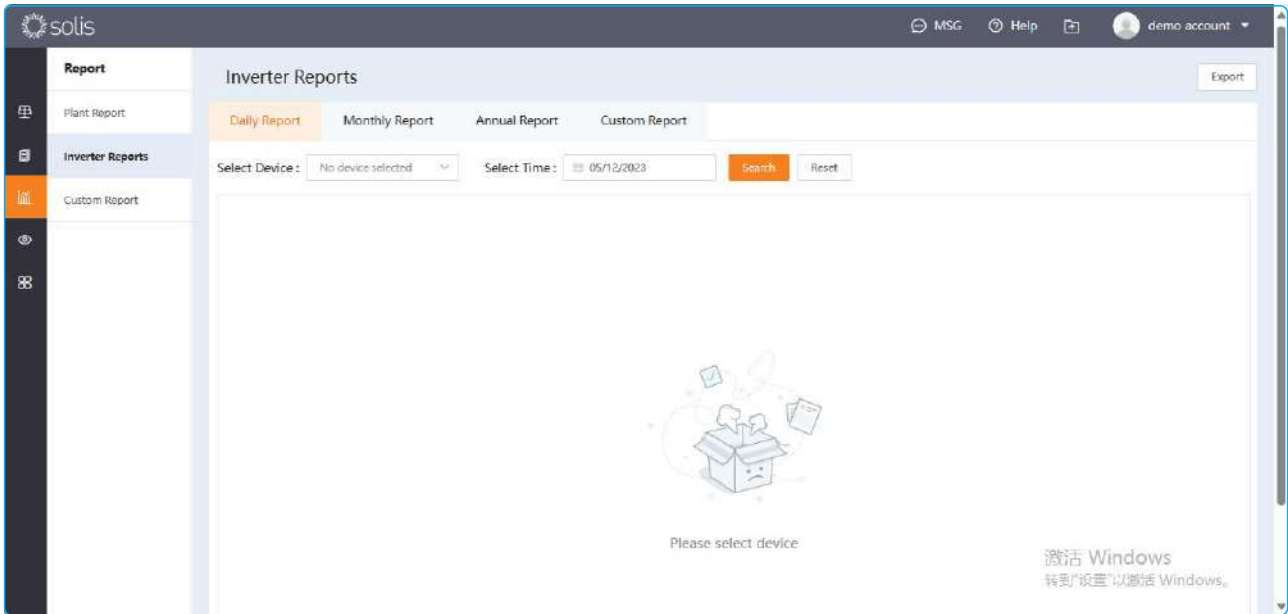 solis
MSG
Help
demo account
Report
Plant Report
Inverter Reports
Custom Report
Inverter Reports
Export
Daily Report
Monthly Report
Annual Report
Custom Report
Select Device :
No device selected
Select Time :
05/12/2023
Search
Reset
Please select device
激活 Windows
转到"设置"以激活 Windows。